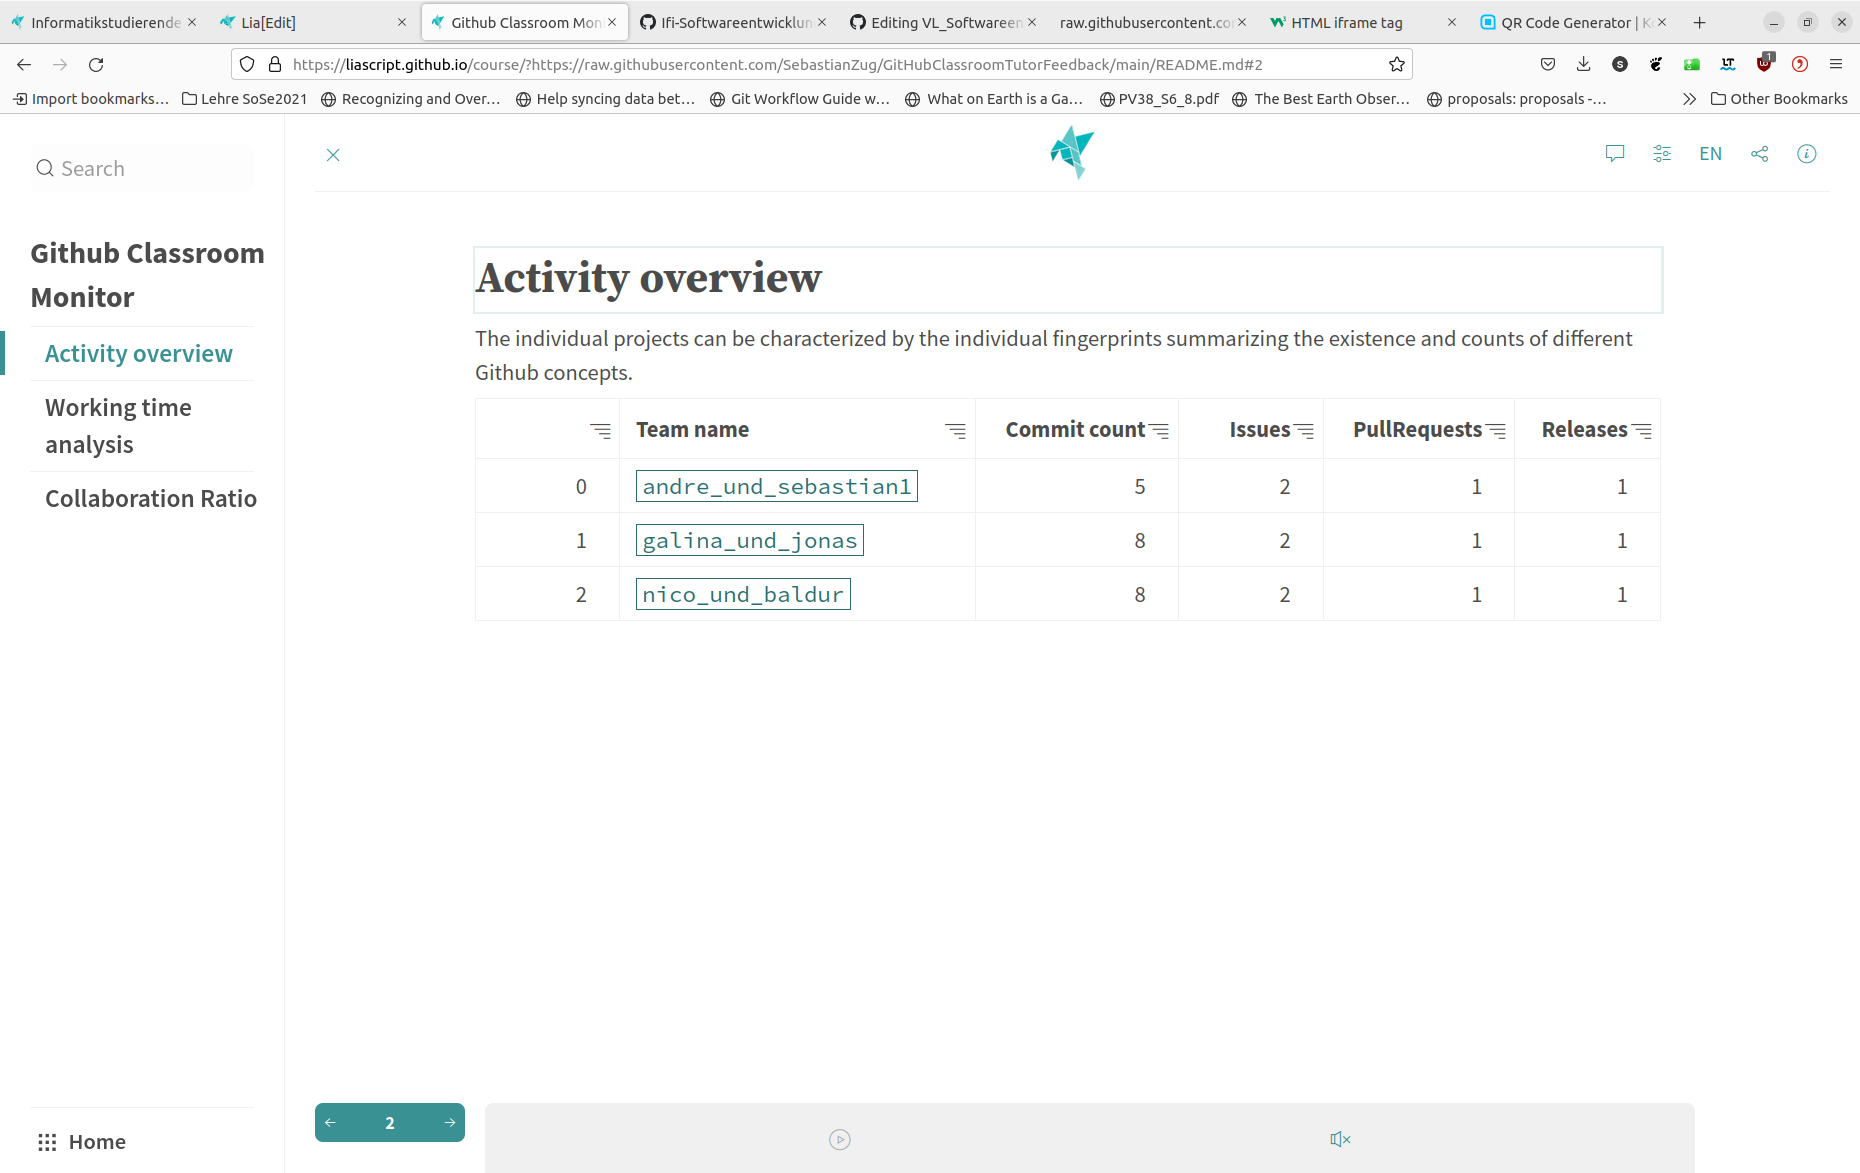 Informatikstudierende
Lia[Edit]
Github Classroom Mon
Ifi-Softwareentwicklun
Editing VL_Softwareen
raw.githubusercontent.co
HTML iframe tag
QR Code Generator |
https://liascript.github.io/course/?https://raw.githubusercontent.com/SebastianZug/GitHubClassroomTutorFeedback/main/README.md#2
S
LT
1
Import bookmarks...
Lehre SoSe2021
Recognizing and Over...
Help syncing data bet...
Git Workflow Guide w...
What on Earth is a Ga...
PV38_S6_8.pdf
The Best Earth Obser...
proposals: proposals -...
Other Bookmarks
Search
EN
Github Classroom
Monitor
Activity overview
Working time
analysis
Collaboration Ratio
Home
Activity overview
The individual projects can be characterized by the individual fingerprints summarizing the existence and counts of different
Github concepts.
Team name Commit count Issues PullRequests Releases
0 andre_und_sebastian1 5 2 1 1
1 galina_und_jonas 8 2 1 1
2 nico_und_baldur 8 2 1 1
2